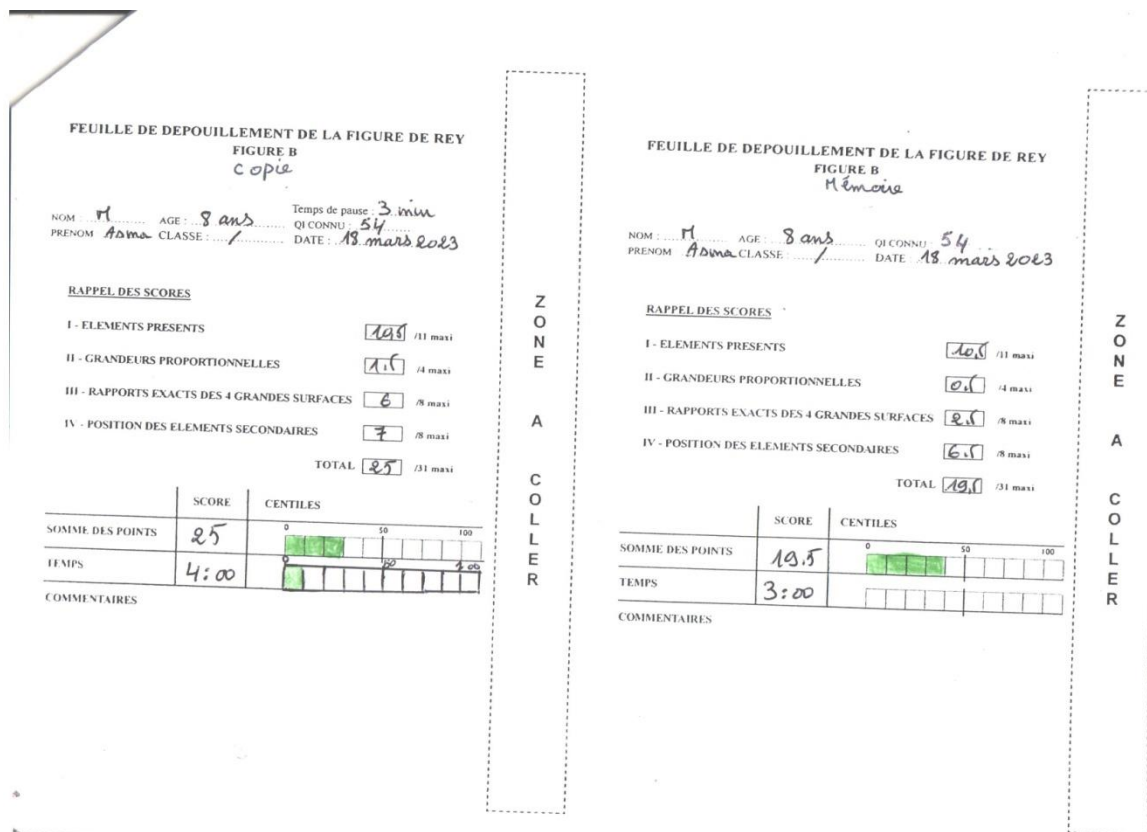 FEUILLE DE DEPOUILLEMENT DE LA FIGURE DE REY
FIGURE B
Copie
Temps de pause : 3 min
NOM : M AGE : 8 ans QI CONNU : 54
PRENOM Asma CLASSE : / DATE : 18 mars 2023
RAPPEL DES SCORES
I - ELEMENTS PRESENTS 10,5 /11 maxi
II - GRANDEURS PROPORTIONNELLES 1,5 /4 maxi
III - RAPPORTS EXACTS DES 4 GRANDES SURFACES 6 /8 maxi
IV - POSITION DES ELEMENTS SECONDAIRES 7 /8 maxi
TOTAL 25 /31 maxi
SCORE CENTILES
0 50 100
SOMME DES POINTS 25
0 50 100
TEMPS 4:00
COMMENTAIRES
ZONE A COLLER
FEUILLE DE DEPOUILLEMENT DE LA FIGURE DE REY
FIGURE B
Mémoire
NOM : M AGE : 8 ans QI CONNU : 54
PRENOM Asma CLASSE : / DATE 18 mars 2023
RAPPEL DES SCORES
I - ELEMENTS PRESENTS 10,5 /11 maxi
II - GRANDEURS PROPORTIONNELLES 0,5 /4 maxi
III - RAPPORTS EXACTS DES 4 GRANDES SURFACES 2,5 /8 maxi
IV - POSITION DES ELEMENTS SECONDAIRES 6,5 /8 maxi
TOTAL 19,5 /31 maxi
SCORE CENTILES
0 50 100
SOMME DES POINTS 19.5
TEMPS 3:00
COMMENTAIRES
ZONE A COLLER